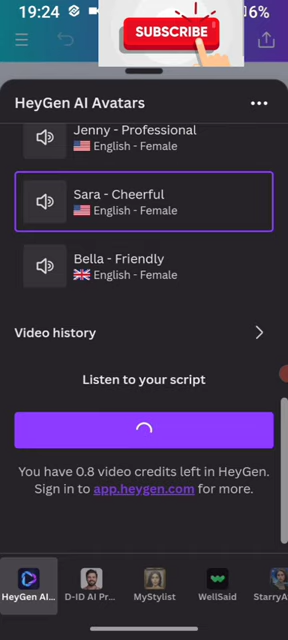 19:24
6%
SUBSCRIBE
HeyGen AI Avatars
Jenny - Professional
English - Female
Sara - Cheerful
English - Female
Bella - Friendly
English - Female
Video history
Listen to your script
You have 0.8 video credits left in HeyGen.
Sign in to app.heygen.com for more.
HeyGen AI... D-ID AI Pr... MyStylist WellSaid StarryA